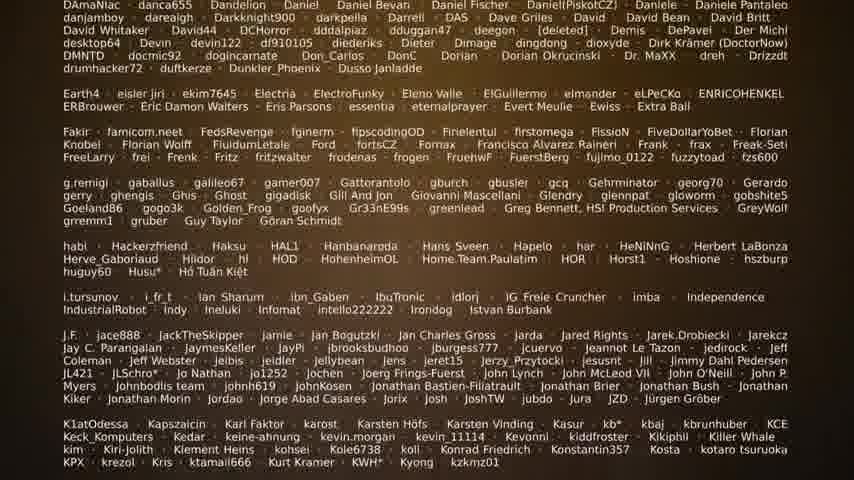 DAmaNIac · danca655 · Dandelion · Daniel · Daniel Bevan · Daniel Fischer · Daniel(PiskotCZ) · Daniele · Daniele Pantaleo
danjamboy · darealgh · Darkknight900 · darkpella · Darrell · DAS · Dave Griles · David · David Bean · David Britt
David Whitaker · David44 · DCHorror · dddalpiaz · dduggan47 · deegon · [deleted] · Demis · DePavei · Der Michl
desktop64 · Devin · devin122 · df910105 · diederiks · Dieter · Dimage · dingdong · dioxyde · Dirk Krämer (DoctorNow)
DMNTD · docmic92 · dogincarnate · Don_Carlos · DonC · Dorian · Dorian Okrucinski · Dr. MaXX · dreh · Drizzdt
drumhacker72 · duftkerze · Dunkler_Phoenix · Dusso Janladde
Earth4 · eisler Jiri · ekim7645 · Electria · ElectroFunky · Eleno Valle · ElGuillermo · elmander · eLPeCKo · ENRICOHENKEL
ERBrouwer · Eric Damon Walters · Eris Parsons · essentia · eternalprayer · Evert Meulie · Ewiss · Extra Ball
Fakir · famicom.neet · FedsRevenge · fginerm · fipscodingOD · Firielentul · firstomega · FissioN · FiveDollarYoBet · Florian
Knobel · Florian Wolff · FluidumLetale · Ford · fortsCZ · Fornax · Francisco Alvarez Raineri · Frank · frax · Freak-Seti
FreeLarry · frei · Frenk · Fritz · fritzwalter · frodenas · frogen · FruehwF · FuerstBerg · fujimo_0122 · fuzzytoad · fzs600
g.remigi · gaballus · galileo67 · gamer007 · Gattorantolo · gburch · gbusler · gcq · Gehrminator · georg70 · Gerardo
gerry · ghengis · Ghis · Ghost · gigadisk · Gill And Jon · Giovanni Mascellani · Glendry · glennpat · gloworm · gobshite5
Goeland86 · gogo3k · Golden_Frog · goofyx · Gr33nE99s · greenlead · Greg Bennett, HSI Production Services · GreyWolf
grremm1 · gruber · Guy Taylor · Göran Schmidt
habi · Hackerzfriend · Haksu · HAL1 · Hanbanaroda · Hans Sveen · Hapelo · har · HeNiNnG · Herbert LaBonza
Herve_Gaboriaud · Hiidor · hl · HOD · HohenheimOL · Home.Team.Paulatim · HOR · Horst1 · Hoshione · hszburp
huguy60 · Husu* · Hồ Tuấn Kiệt
i.tursunov · i_fr_t · Ian Sharum · ibn_Gaben · IbuTronic · idlorj · IG Freie Cruncher · imba · Independence
IndustrialRobot · Indy · Ineluki · Infomat · intello222222 · Irondog · Istvan Burbank
J.F. · jace888 · JackTheSkipper · Jamie · Jan Bogutzki · Jan Charles Gross · Jarda · Jared Rights · Jarek.Drobiecki · Jarekcz
Jay C. Parangalan · JaymesKeller · JayPi · jbrooksbudhoo · jburgess777 · jcuervo · Jeannot Le Tazon · jedirock · Jeff
Coleman · Jeff Webster · jeibis · jeidler · Jellybean · Jens · jeret15 · Jerzy_Przytocki · jesusnt · Jill · Jimmy Dahl Pedersen
JL421 · JLSchro* · Jo Nathan · jo1252 · Jochen · Joerg Frings-Fuerst · John Lynch · John McLeod VII · John O'Neill · John P.
Myers · Johnbodlis team · johnh619 · JohnKosen · Jonathan Bastien-Filiatrault · Jonathan Brier · Jonathan Bush · Jonathan
Kiker · Jonathan Morin · Jordao · Jorge Abad Casares · Jorix · Josh · JoshTW · jubdo · Jura · JZD · Jürgen Gröber
K1atOdessa · Kapszaicin · Karl Faktor · karost · Karsten Höfs · Karsten Vinding · Kasur · kb* · kbaj · kbrunhuber · KCE
Keck_Komputers · Kedar · keine-ahnung · kevin.morgan · kevin_11114 · Kevonni · kiddfroster · Kikiphil · Killer Whale
kim · Kiri-Jolith · Klement Heins · kohsei · Kole6738 · koll · Konrad Friedrich · Konstantin357 · Kosta · kotaro tsuruoka
KPX · krezol · Kris · ktamail666 · Kurt Kramer · KWH* · Kyong · kzkmz01